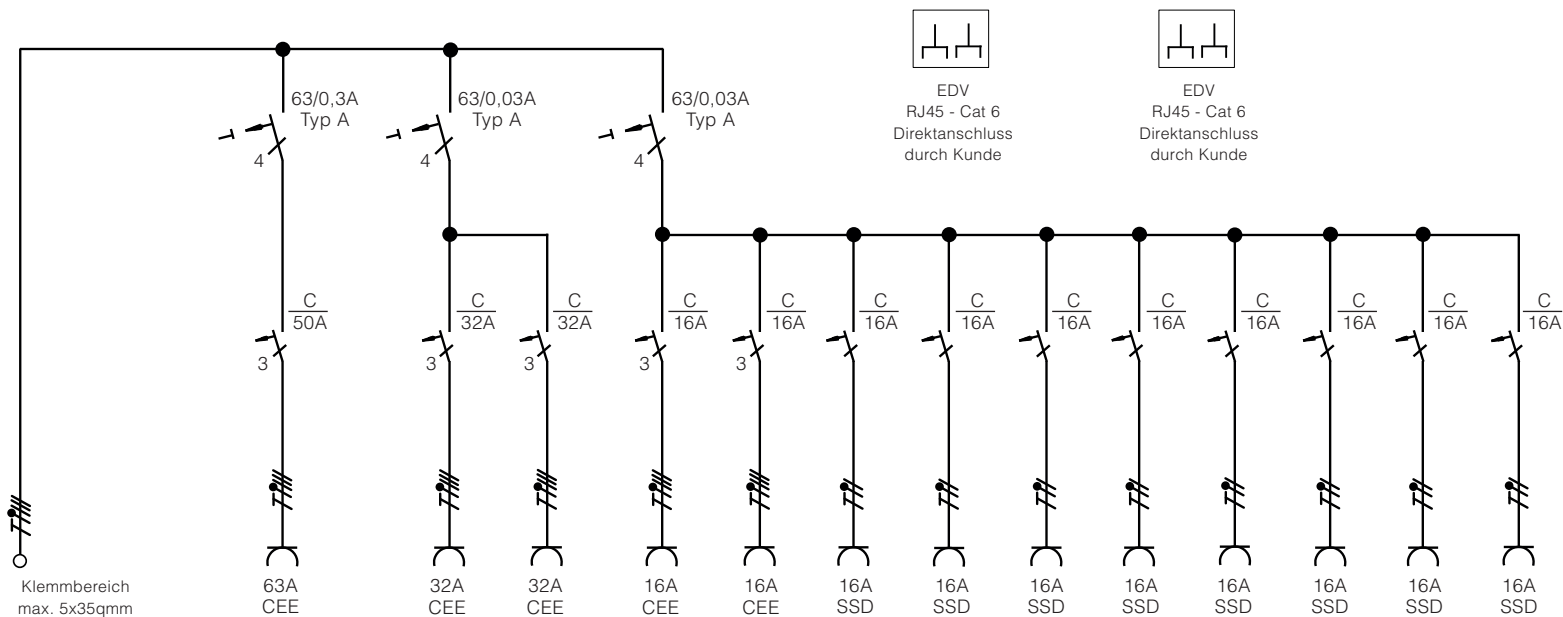 EDV
RJ45 - Cat 6
Direktanschluss
durch Kunde
EDV
RJ45 - Cat 6
Direktanschluss
durch Kunde
63/0,3A
Typ A
4
63/0,03A
Typ A
4
63/0,03A
Typ A
4
C
50A
3
C
32A
3
C
32A
3
C
16A
3
C
16A
3
C
16A
C
16A
C
16A
C
16A
C
16A
C
16A
C
16A
C
16A
Klemmbereich
max. 5x35qmm
63A
CEE
32A
CEE
32A
CEE
16A
CEE
16A
CEE
16A
SSD
16A
SSD
16A
SSD
16A
SSD
16A
SSD
16A
SSD
16A
SSD
16A
SSD